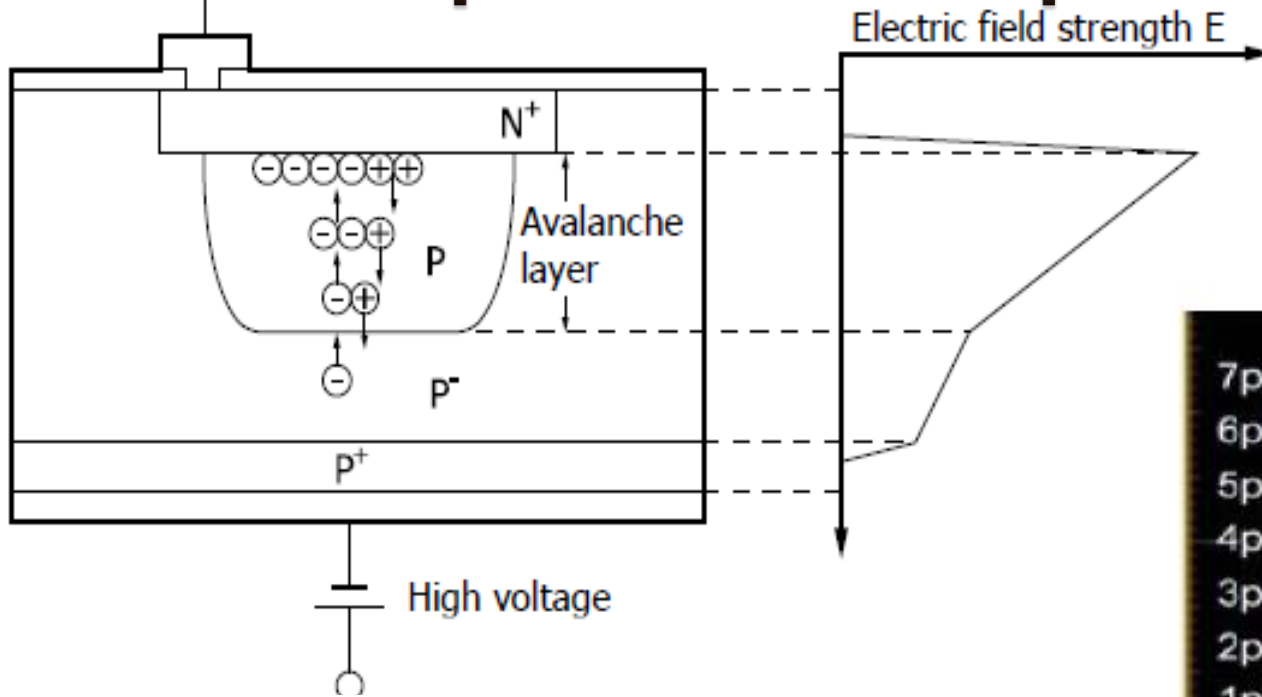 Electric field strength E
N+
Avalanche
layer
P
P-
P+
High voltage
7p
6p
5p
4p
3p
2p